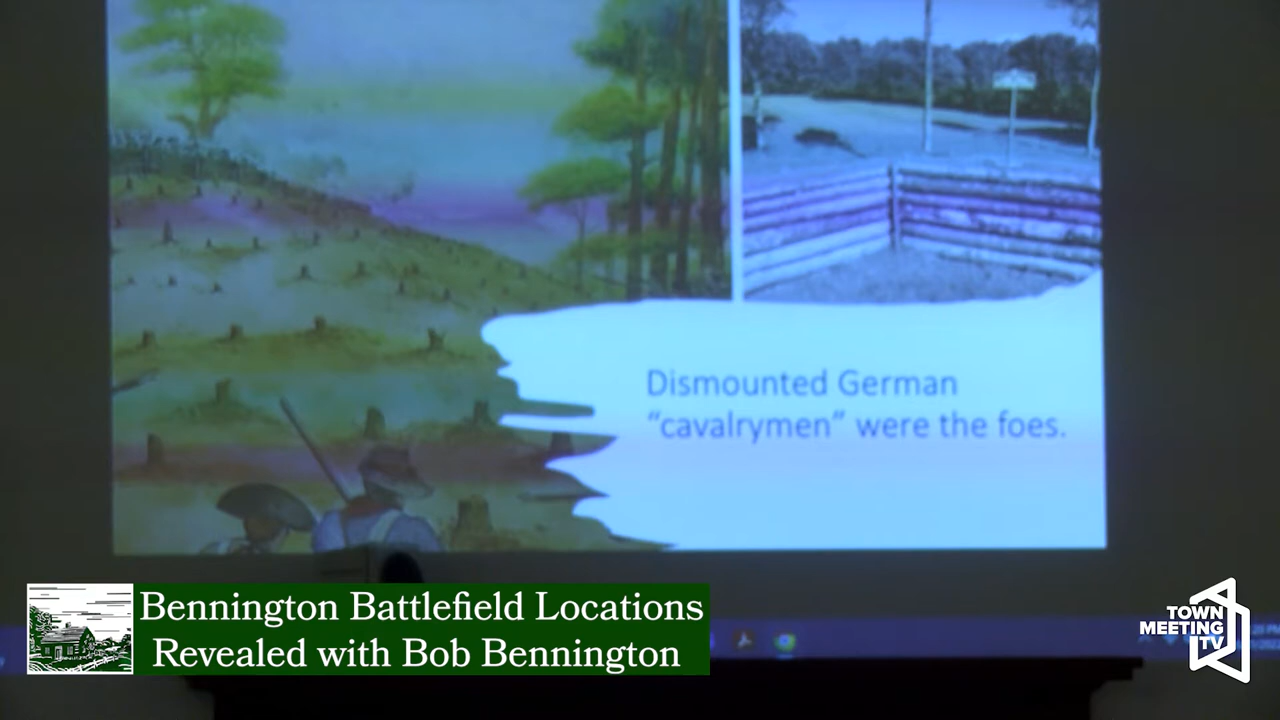 Dismounted German
“cavalrymen” were the foes.
Bennington Battlefield Locations
Revealed with Bob Bennington
TOWN
MEETING
TV